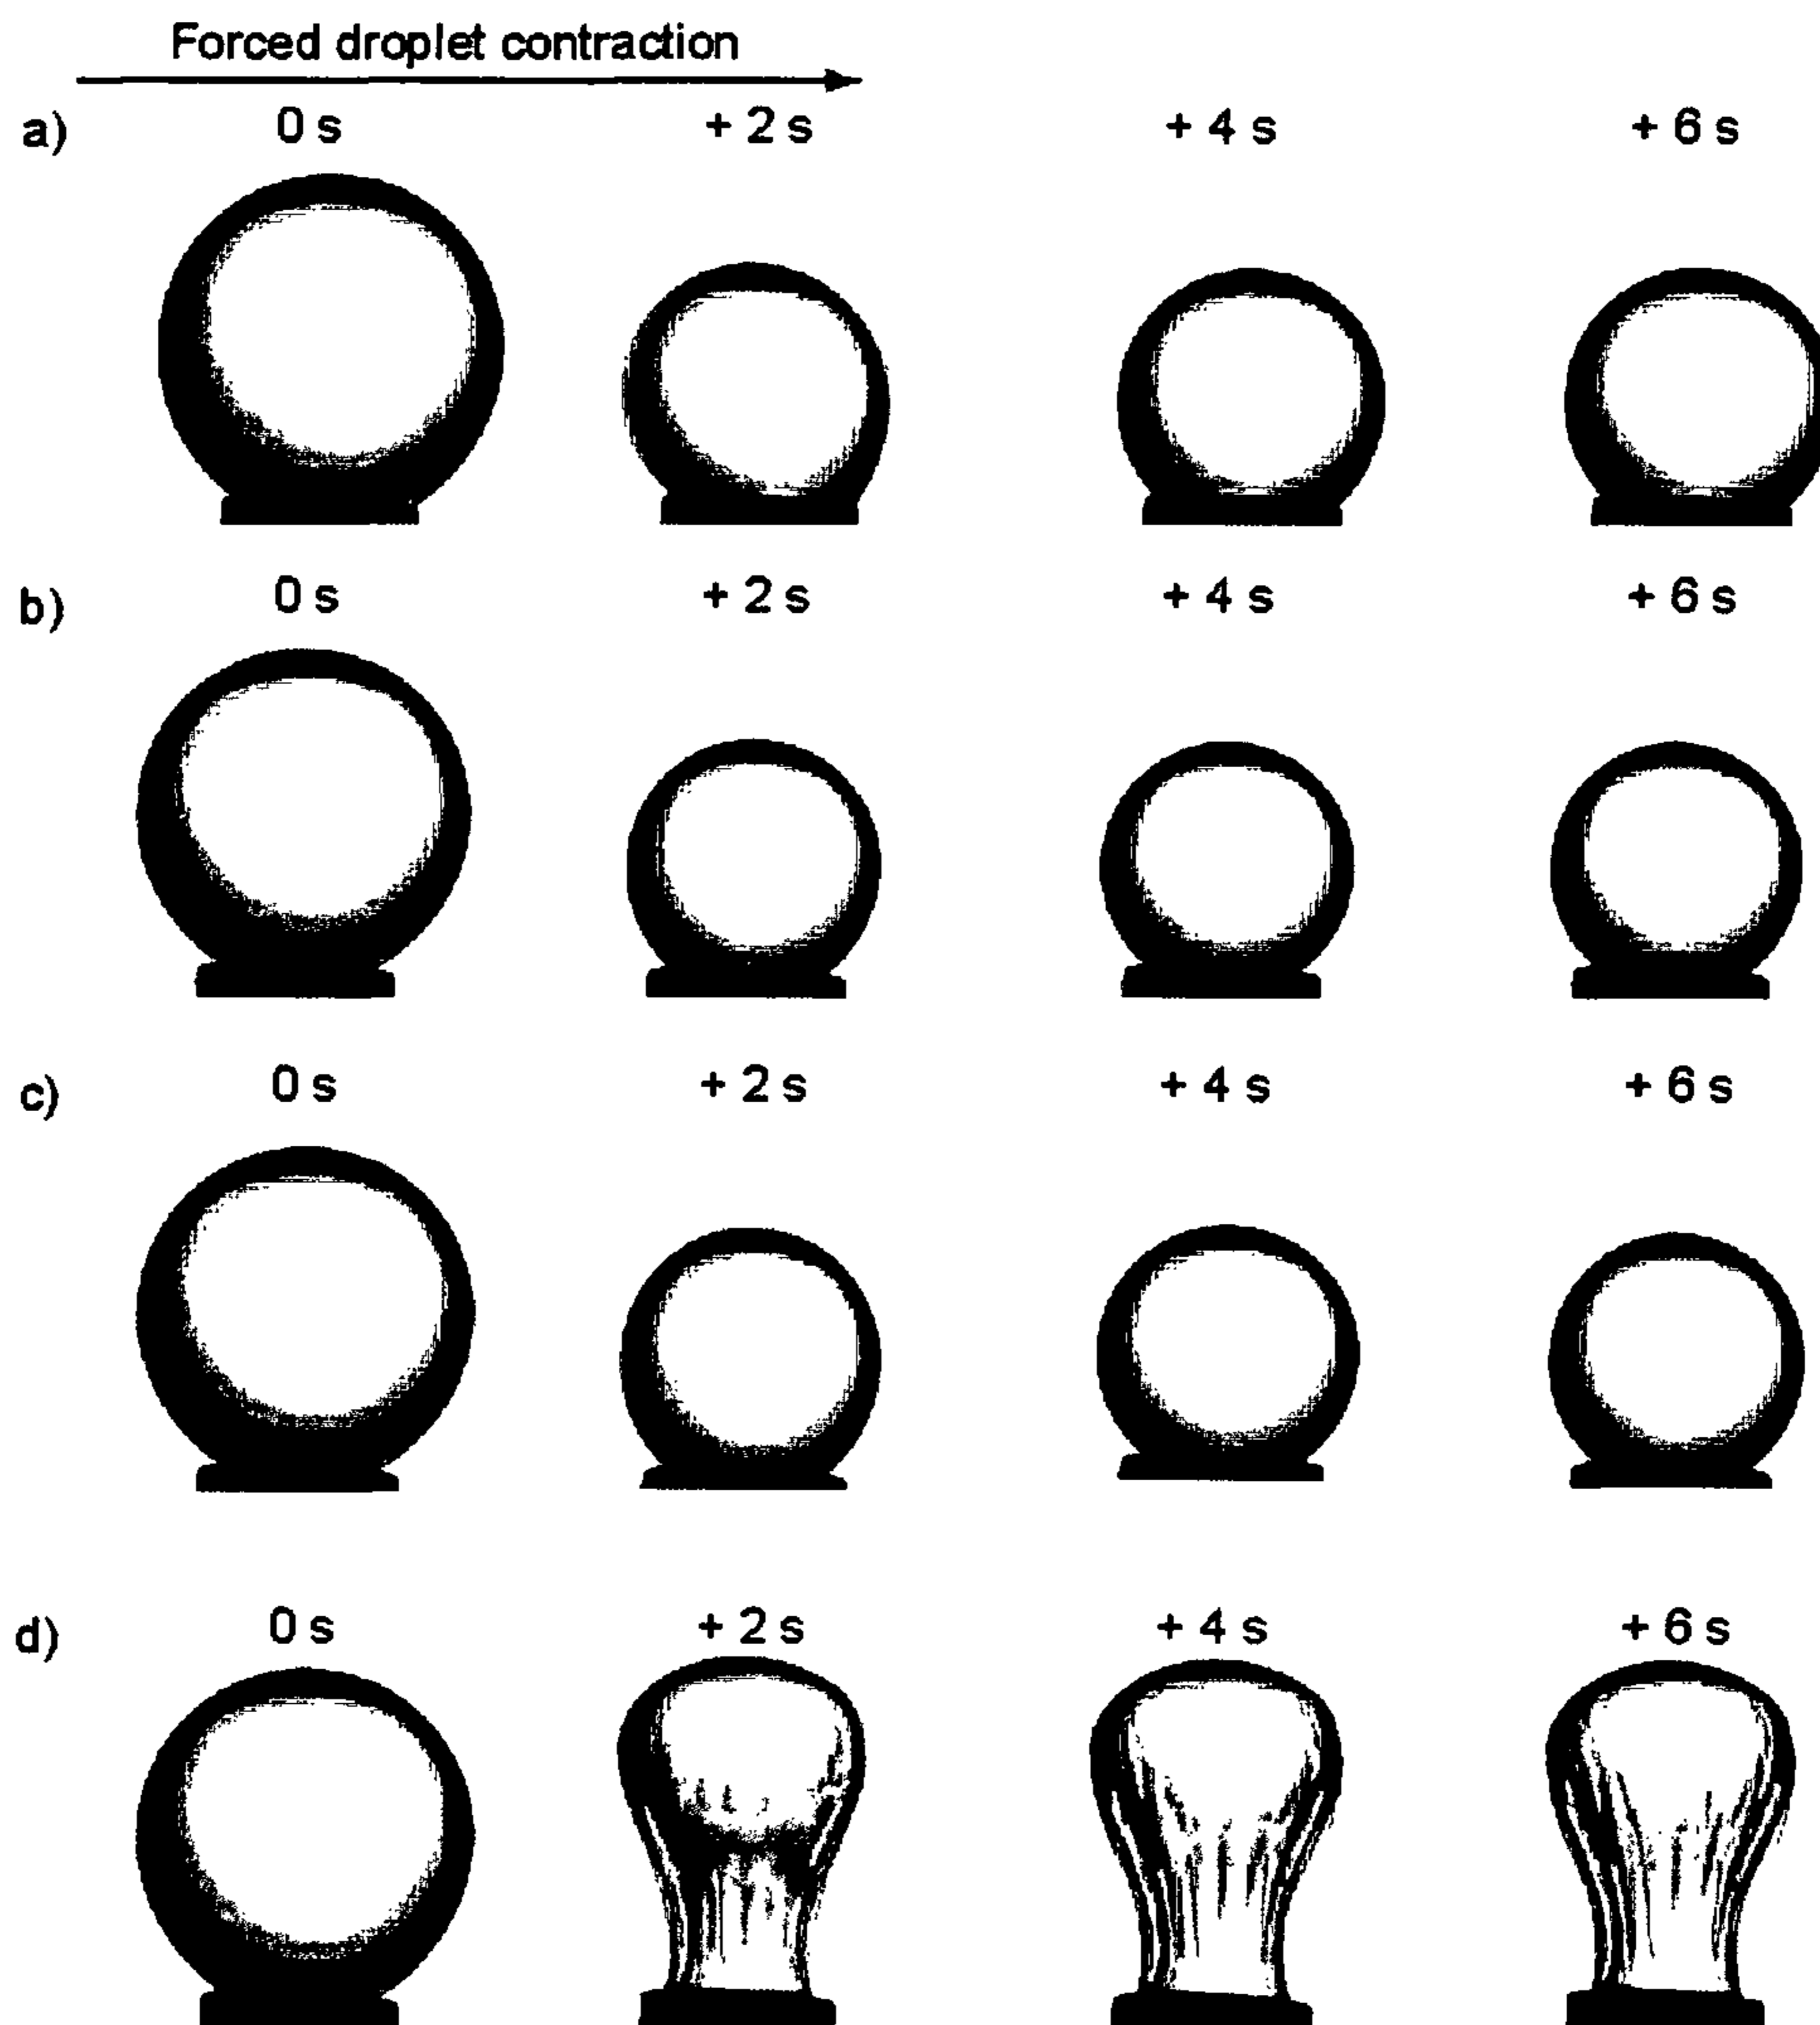 Forced droplet contraction
a) 0 s + 2 s + 4 s + 6 s
b) 0 s + 2 s + 4 s + 6 s
c) 0 s + 2 s + 4 s + 6 s
d) 0 s + 2 s + 4 s + 6 s